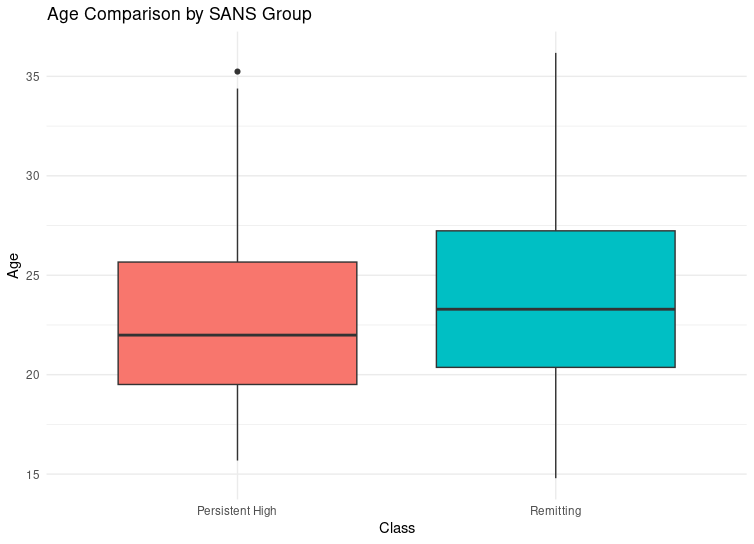 Age Comparison by SANS Group
35
30
25
20
15
Age
Persistent High
Remitting
Class